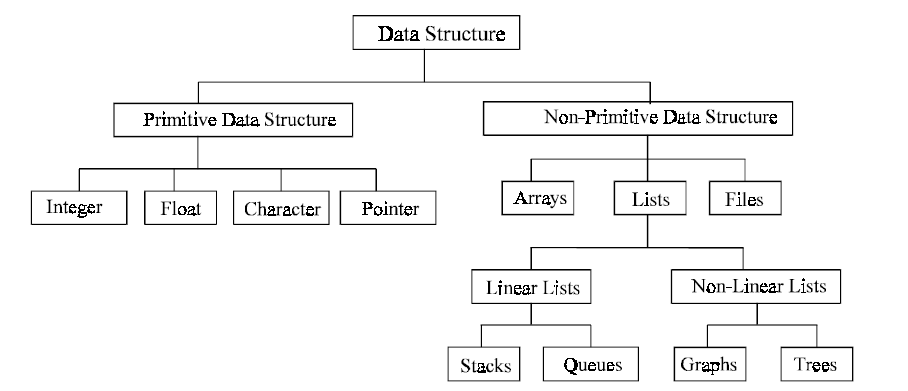 Data Structure
Primitive Data Structure
Non-Primitive Data Structure
Integer
Float
Character
Pointer
Arrays
Lists
Files
Linear Lists
Non-Linear Lists
Stacks
Queues
Graphs
Trees